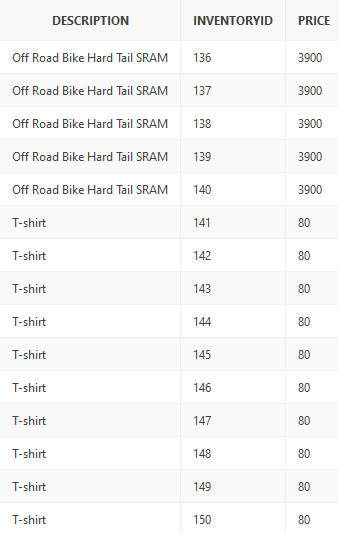 DESCRIPTION INVENTORYID PRICE
Off Road Bike Hard Tail SRAM 136 3900
Off Road Bike Hard Tail SRAM 137 3900
Off Road Bike Hard Tail SRAM 138 3900
Off Road Bike Hard Tail SRAM 139 3900
Off Road Bike Hard Tail SRAM 140 3900
T-shirt 141 80
T-shirt 142 80
T-shirt 143 80
T-shirt 144 80
T-shirt 145 80
T-shirt 146 80
T-shirt 147 80
T-shirt 148 80
T-shirt 149 80
T-shirt 150 80